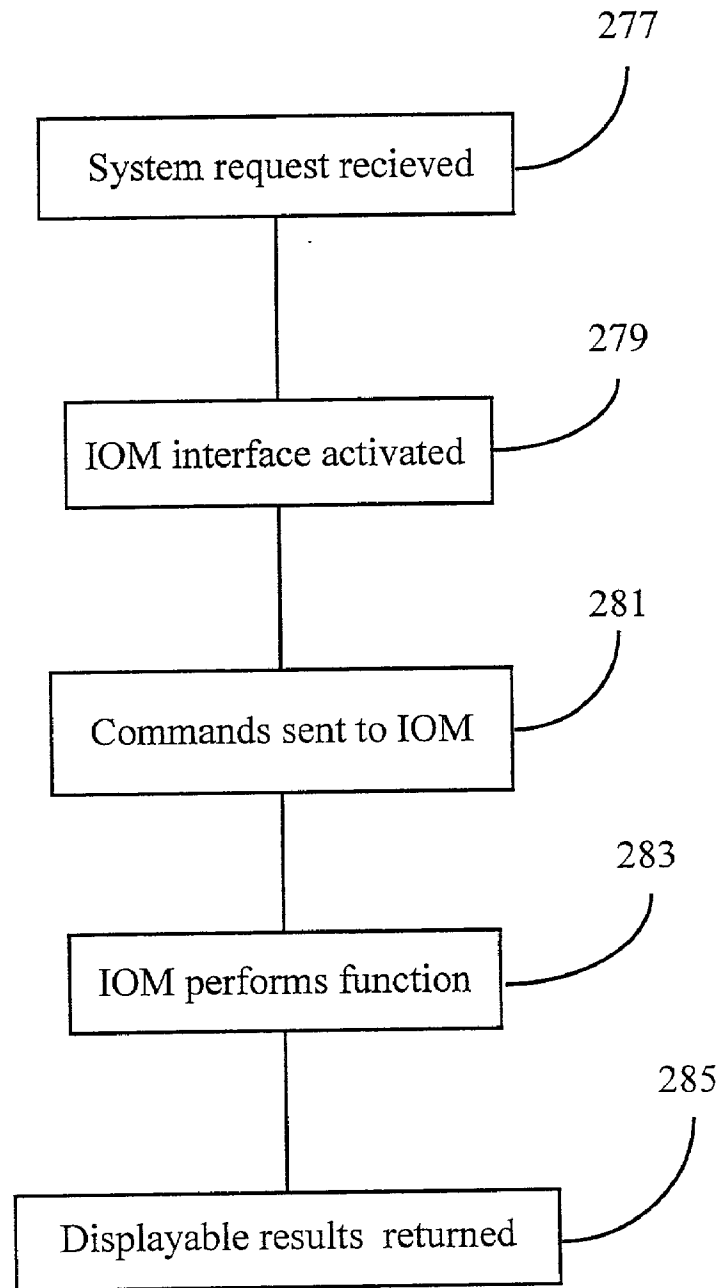 277
System request recieved
279
IOM interface activated
281
Commands sent to IOM
283
IOM performs function
285
Displayable results returned